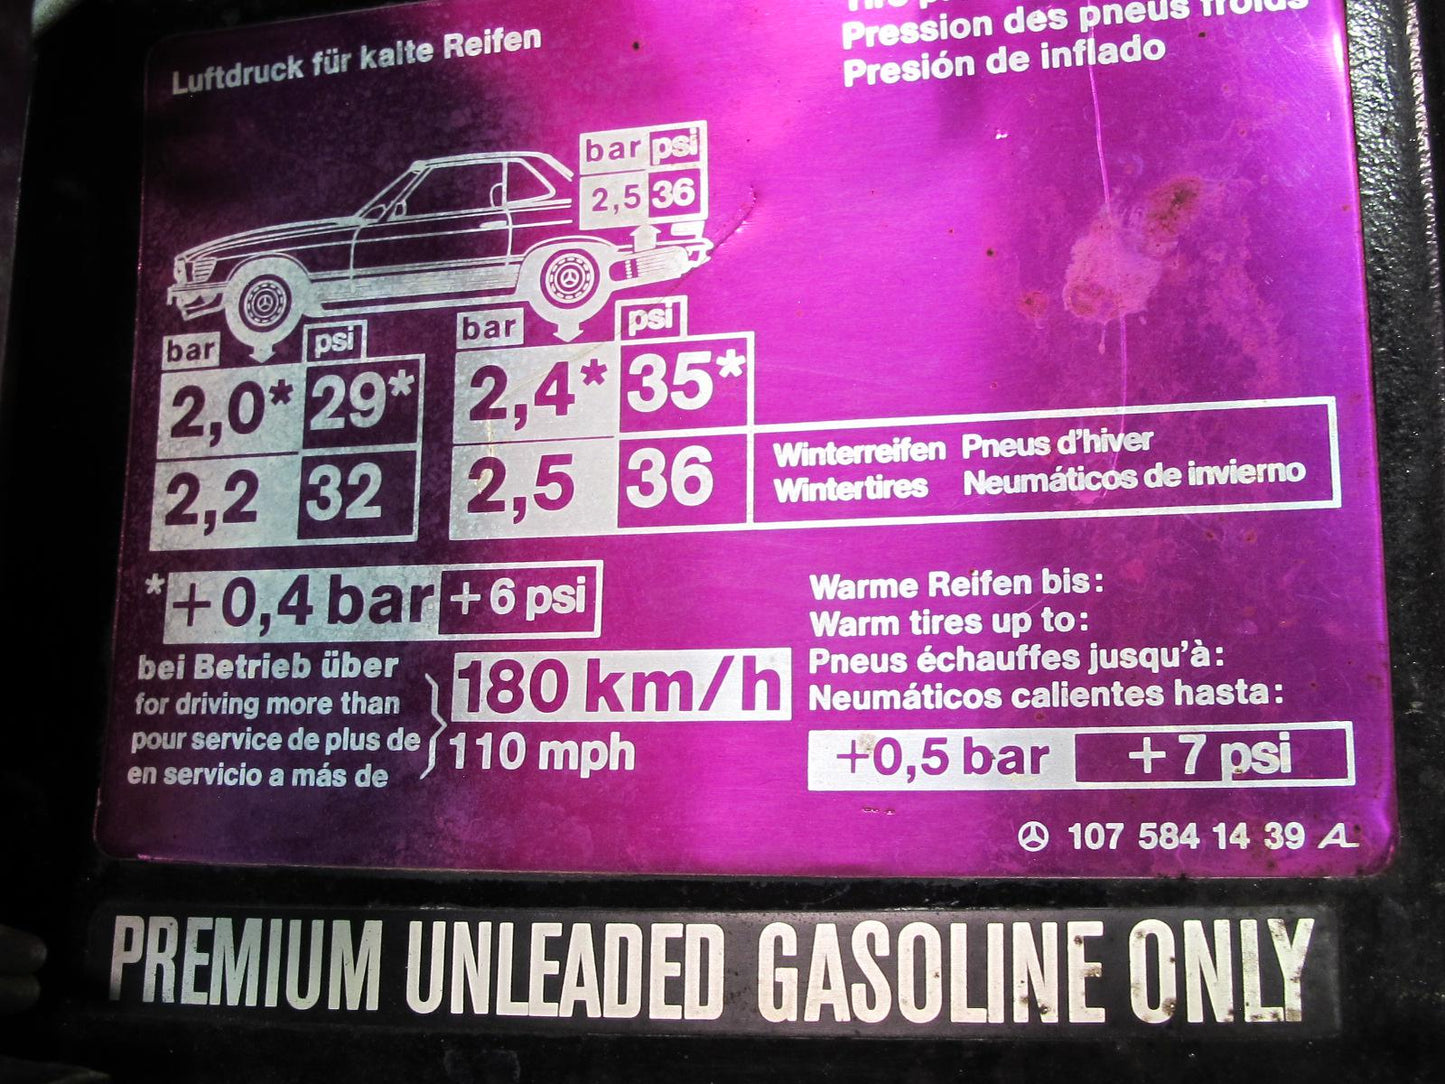 Luftdruck für kalte Reifen
Pression des pneus froids
Presión de inflado
bar psi
2,5 36
bar psi
2,0* 29*
2,2 32
bar psi
2,4* 35*
2,5 36
Winterreifen Pneus d'hiver
Wintertires Neumáticos de invierno
*+0,4 bar +6 psi
bei Betrieb über
for driving more than
pour service de plus de
en servicio a más de
180 km/h
110 mph
Warme Reifen bis:
Warm tires up to:
Pneus échauffes jusqu'à:
Neumáticos calientes hasta:
+0,5 bar +7 psi
107 584 14 39 A
PREMIUM UNLEADED GASOLINE ONLY